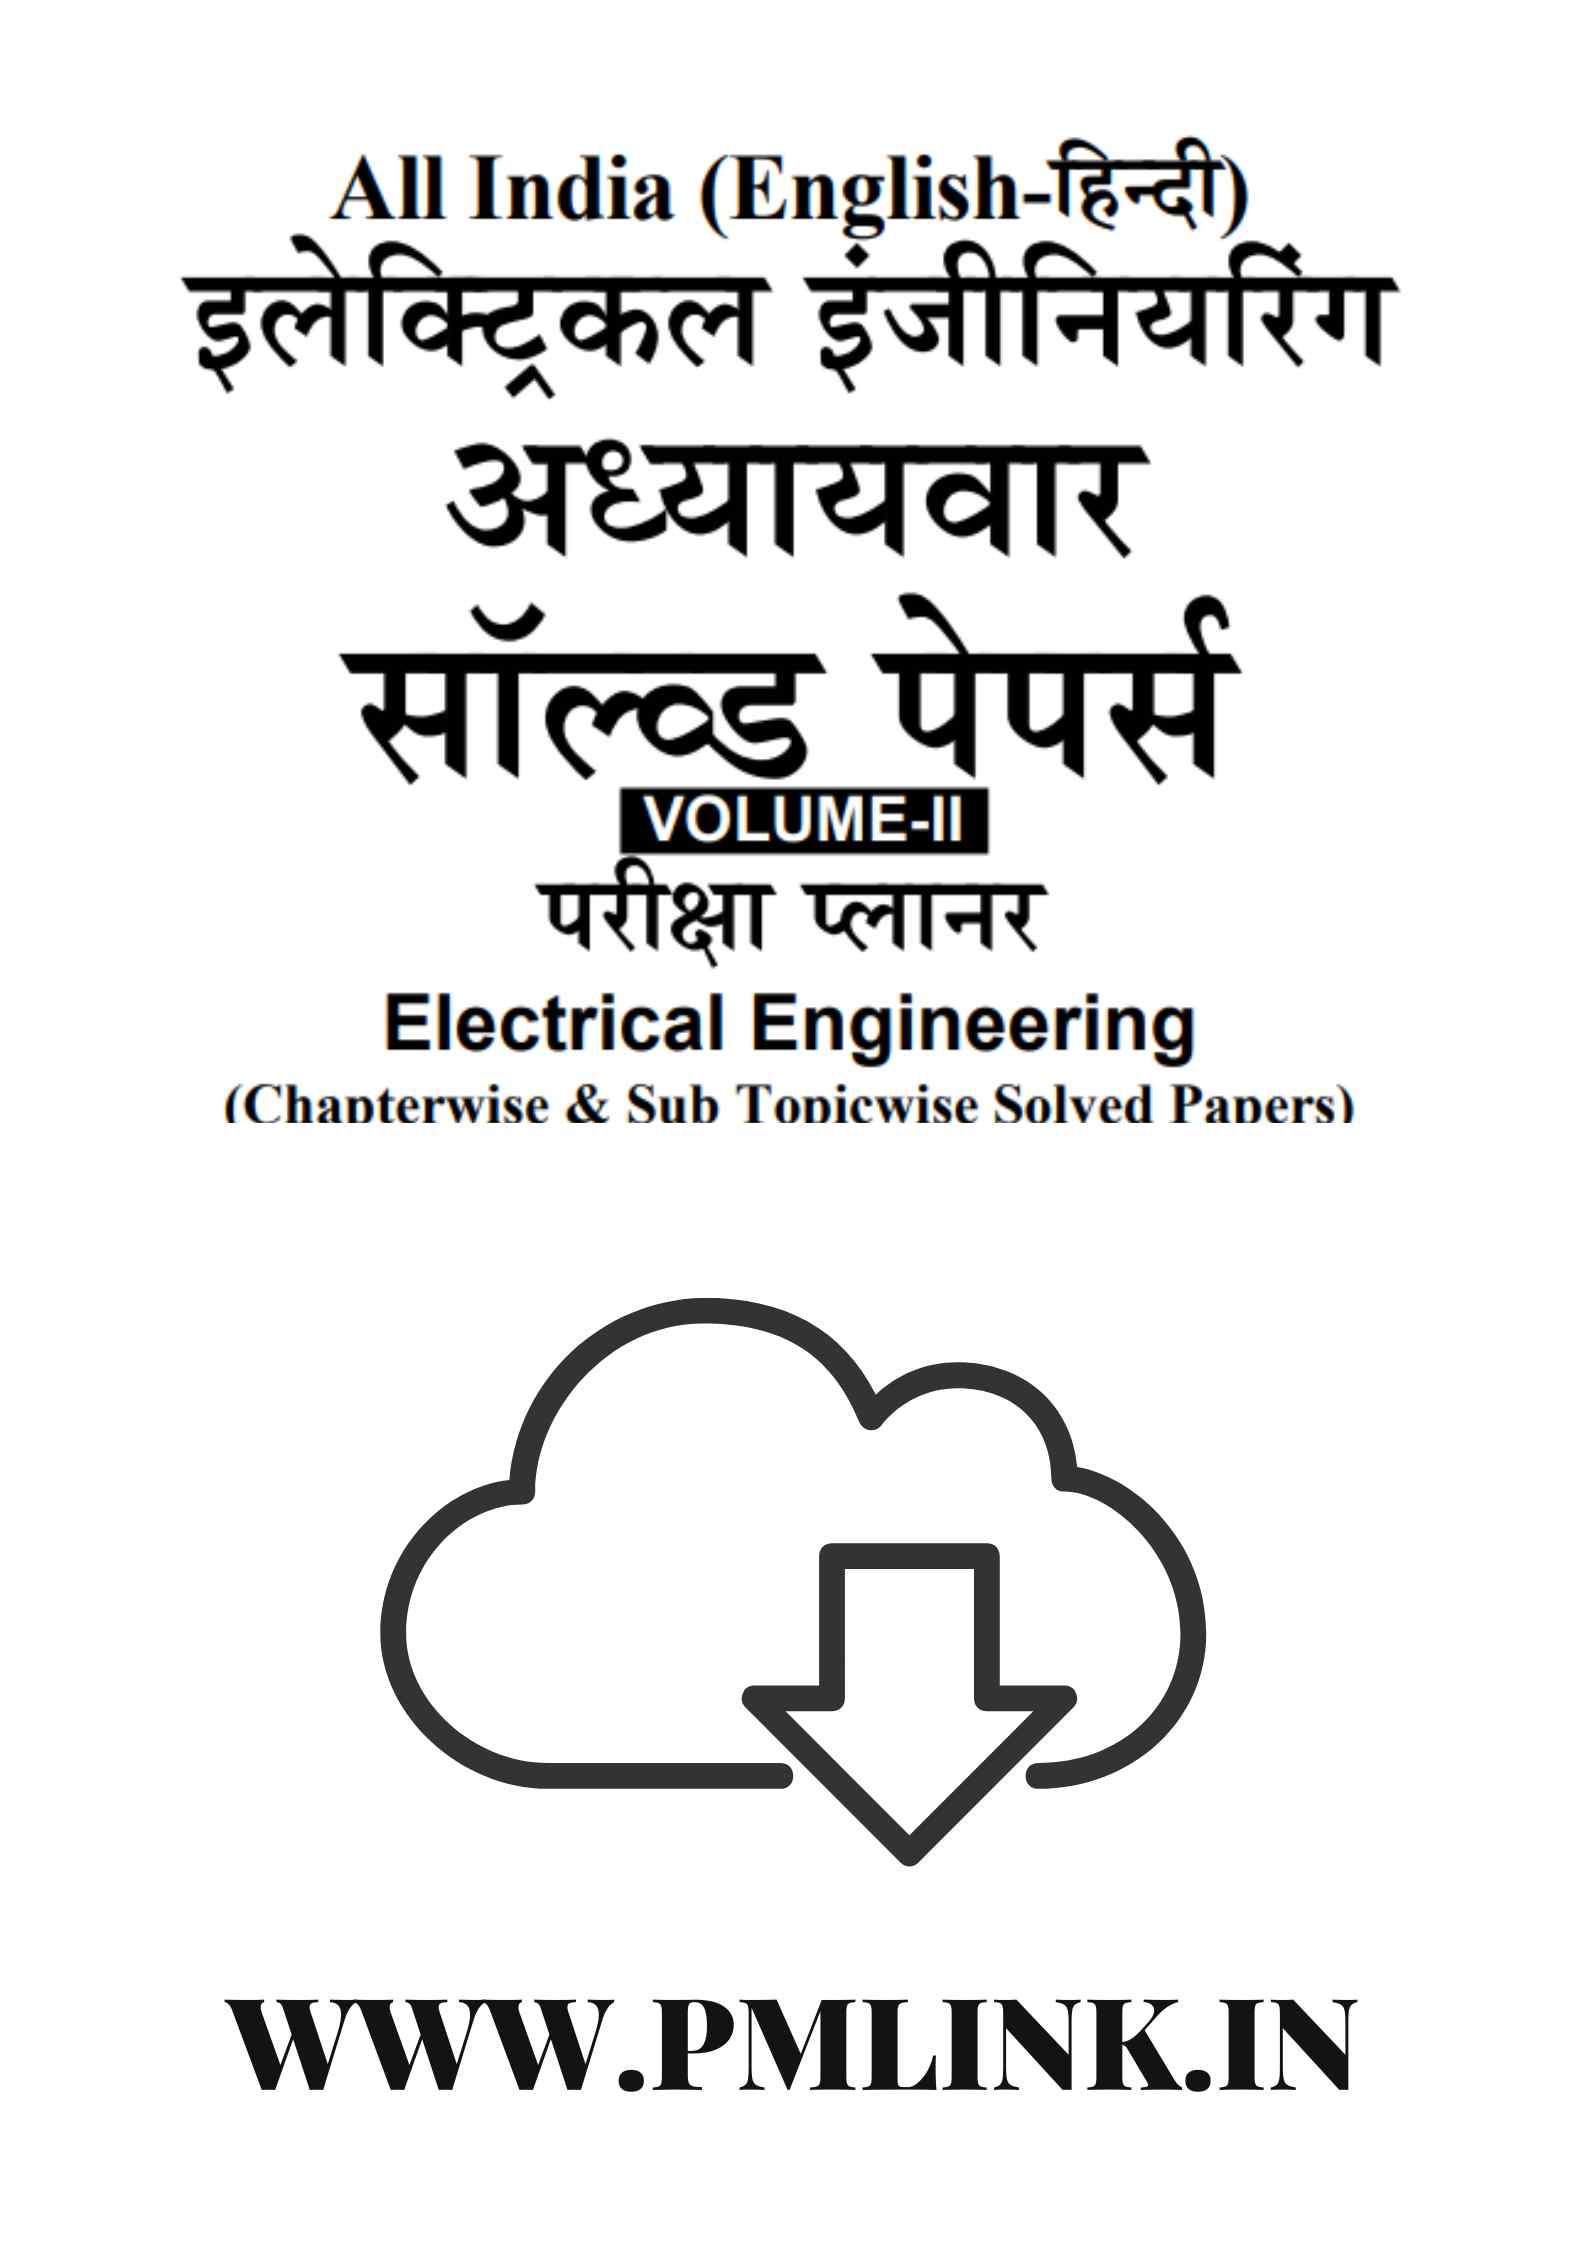 All India (English-हिन्दी)
इलेक्ट्रिकल इंजीनियरिंग
अध्यायवार
सॉल्व्ड पेपर्स
VOLUME-II
परीक्षा प्लानर
Electrical Engineering
(Chapterwise & Sub Topicwise Solved Papers)
WWW.PMLINK.IN